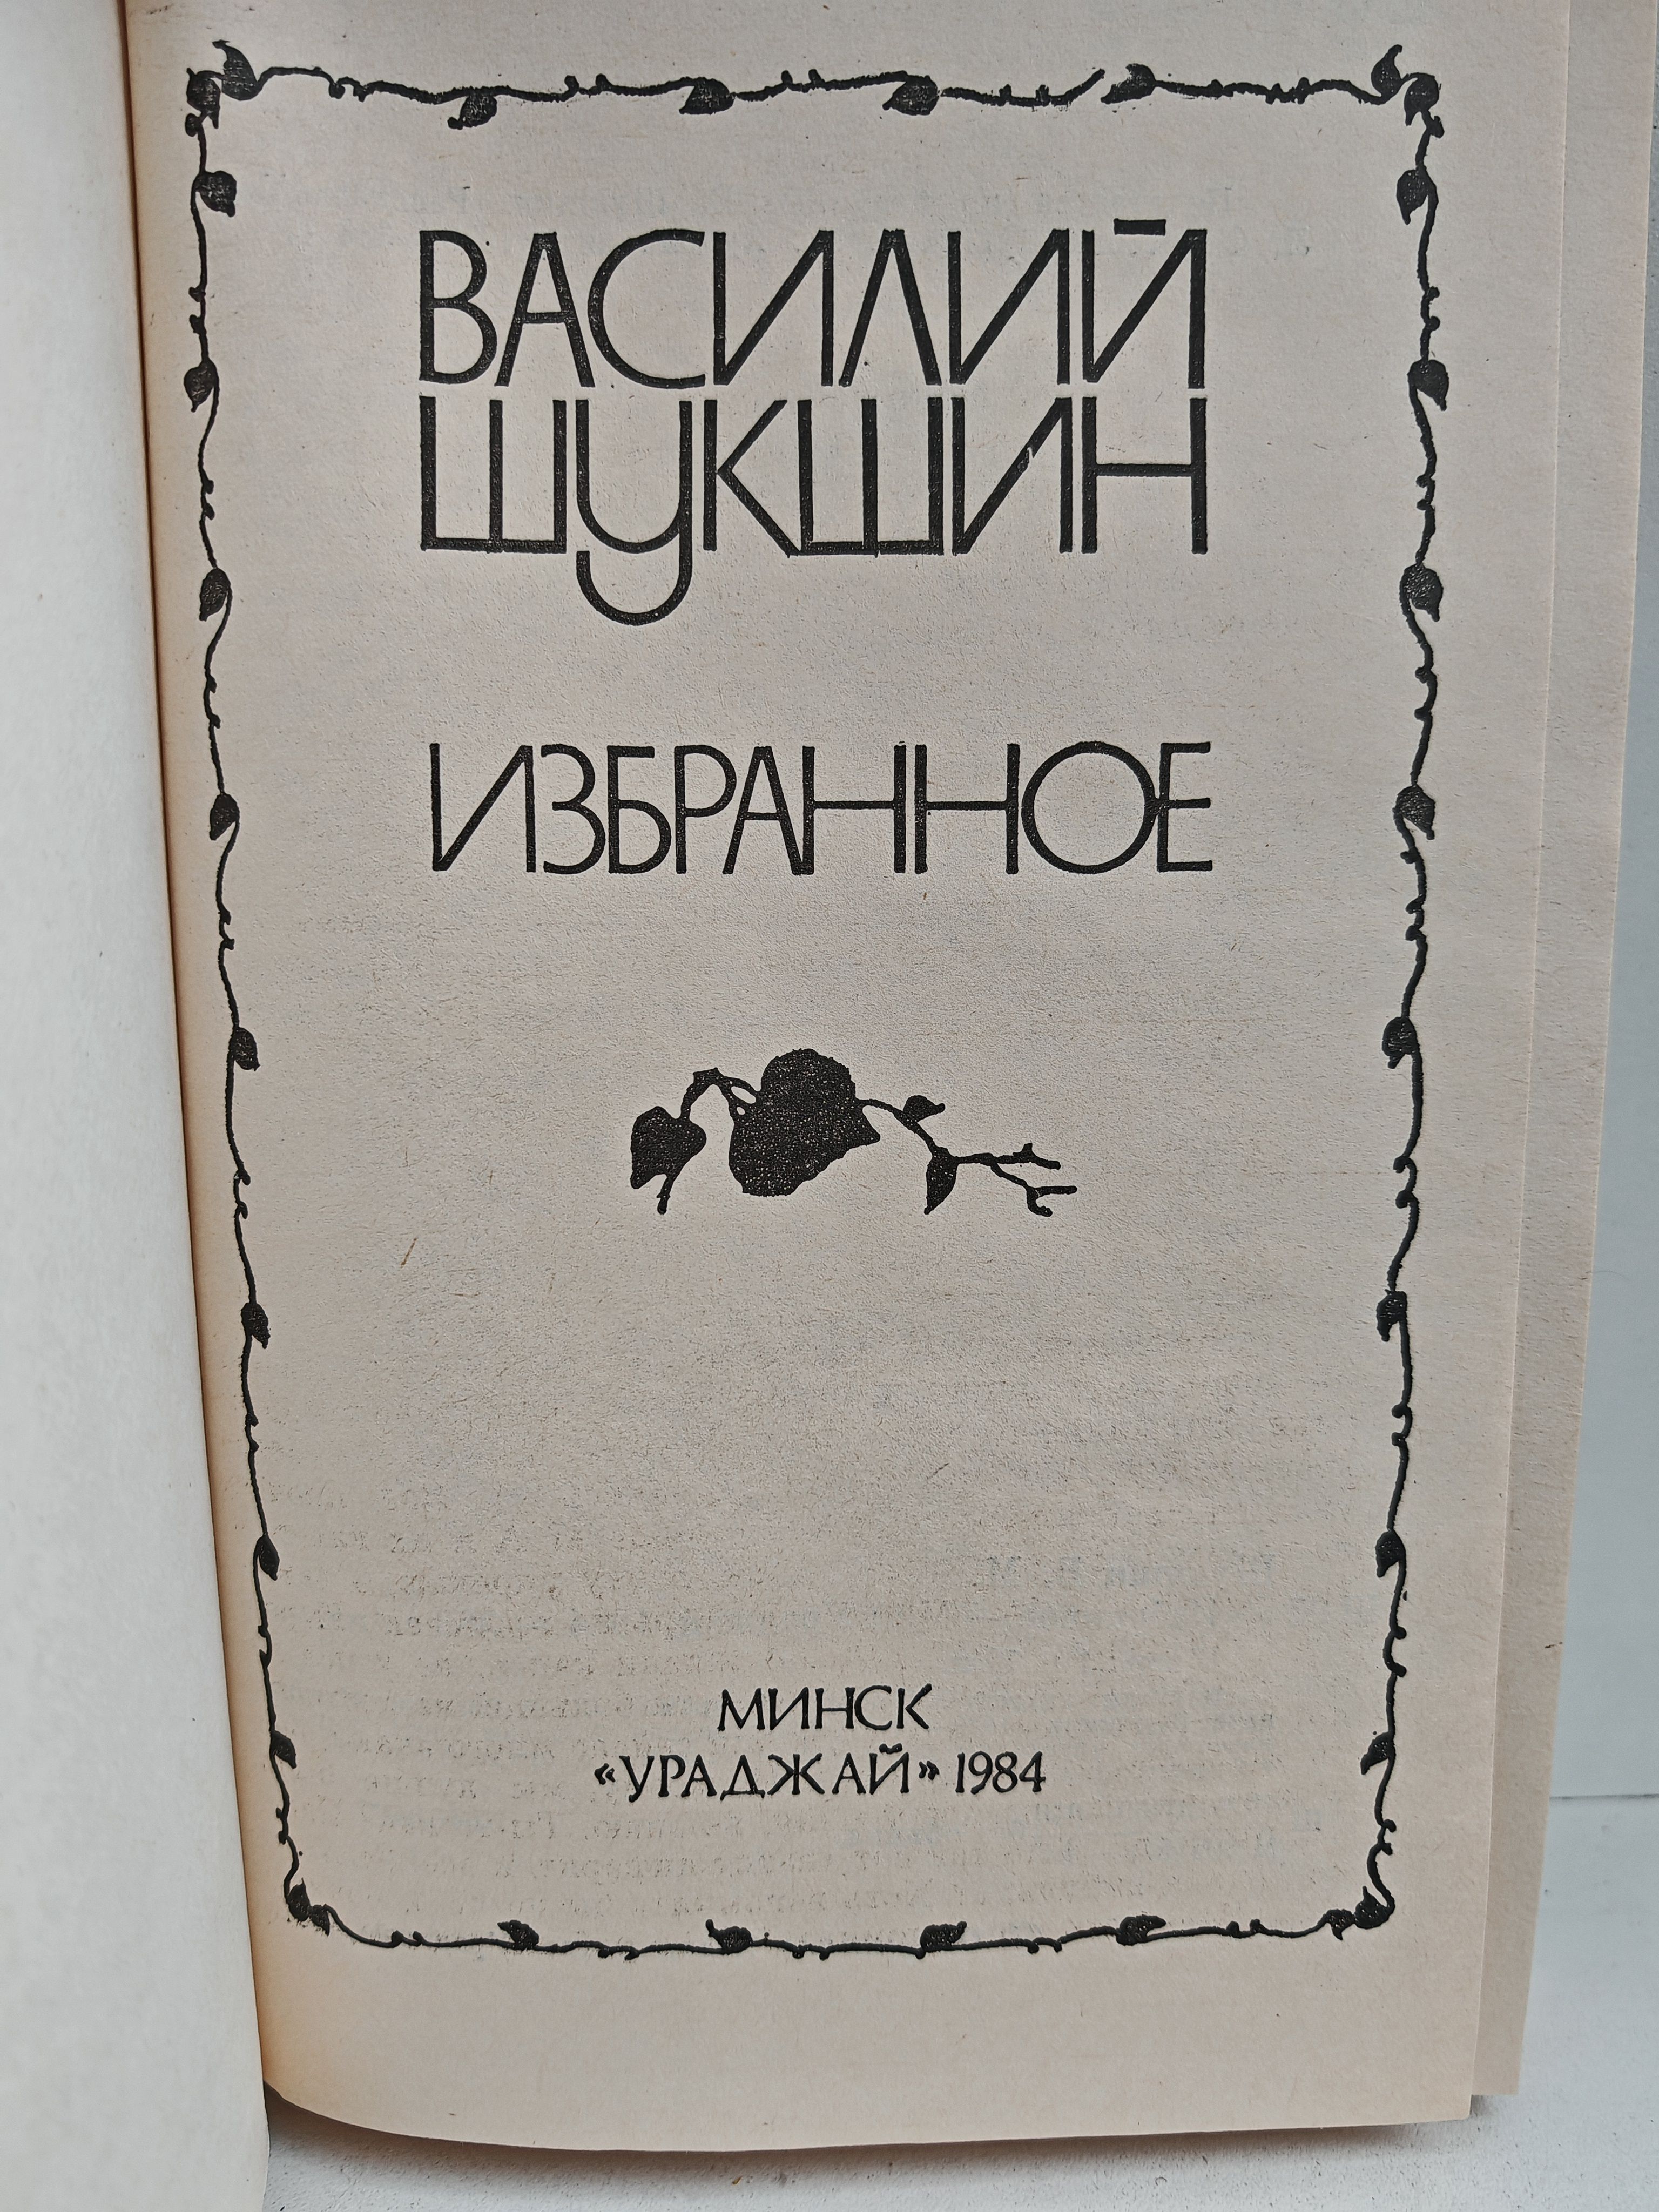 ВАСИЛИЙ
ШУКШИН
ИЗБРАННОЕ
МИНСК
«УРАДЖАЙ» 1984